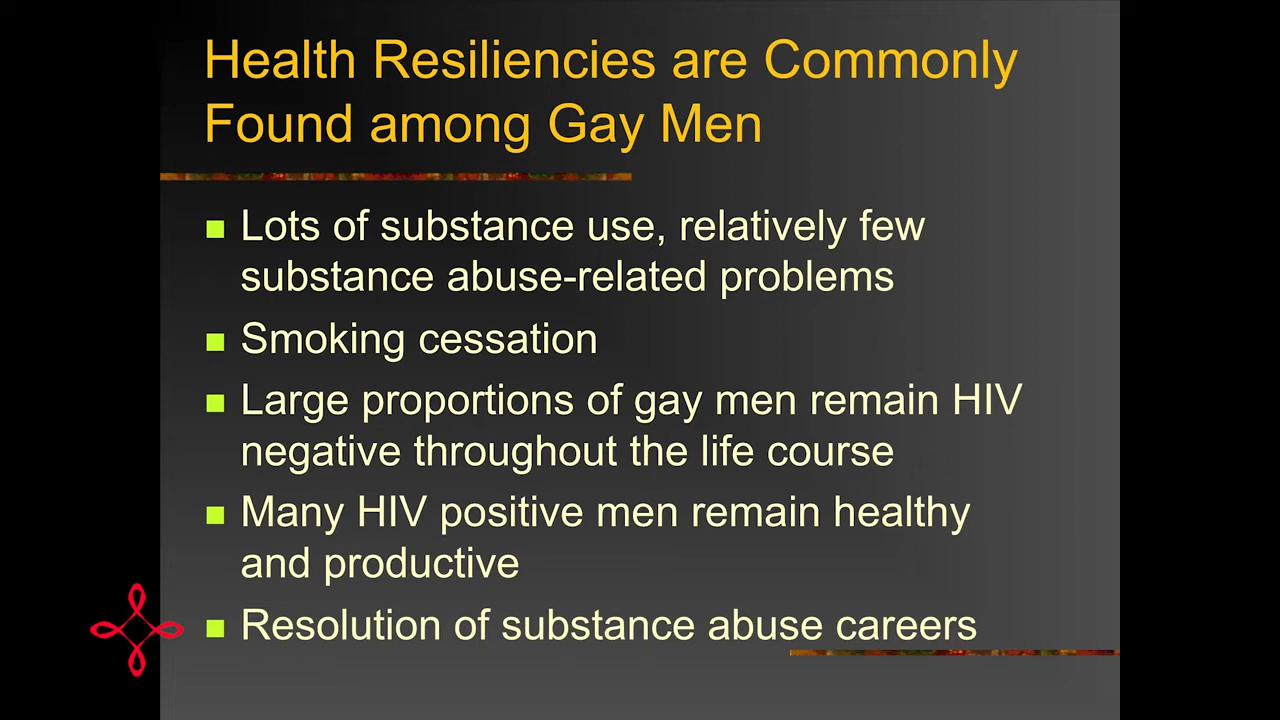 Health Resiliencies are Commonly
Found among Gay Men
Lots of substance use, relatively few
substance abuse-related problems
Smoking cessation
Large proportions of gay men remain HIV
negative throughout the life course
Many HIV positive men remain healthy
and productive
Resolution of substance abuse careers